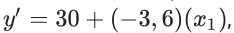 y′ = 30 + (−3, 6)(x₁),